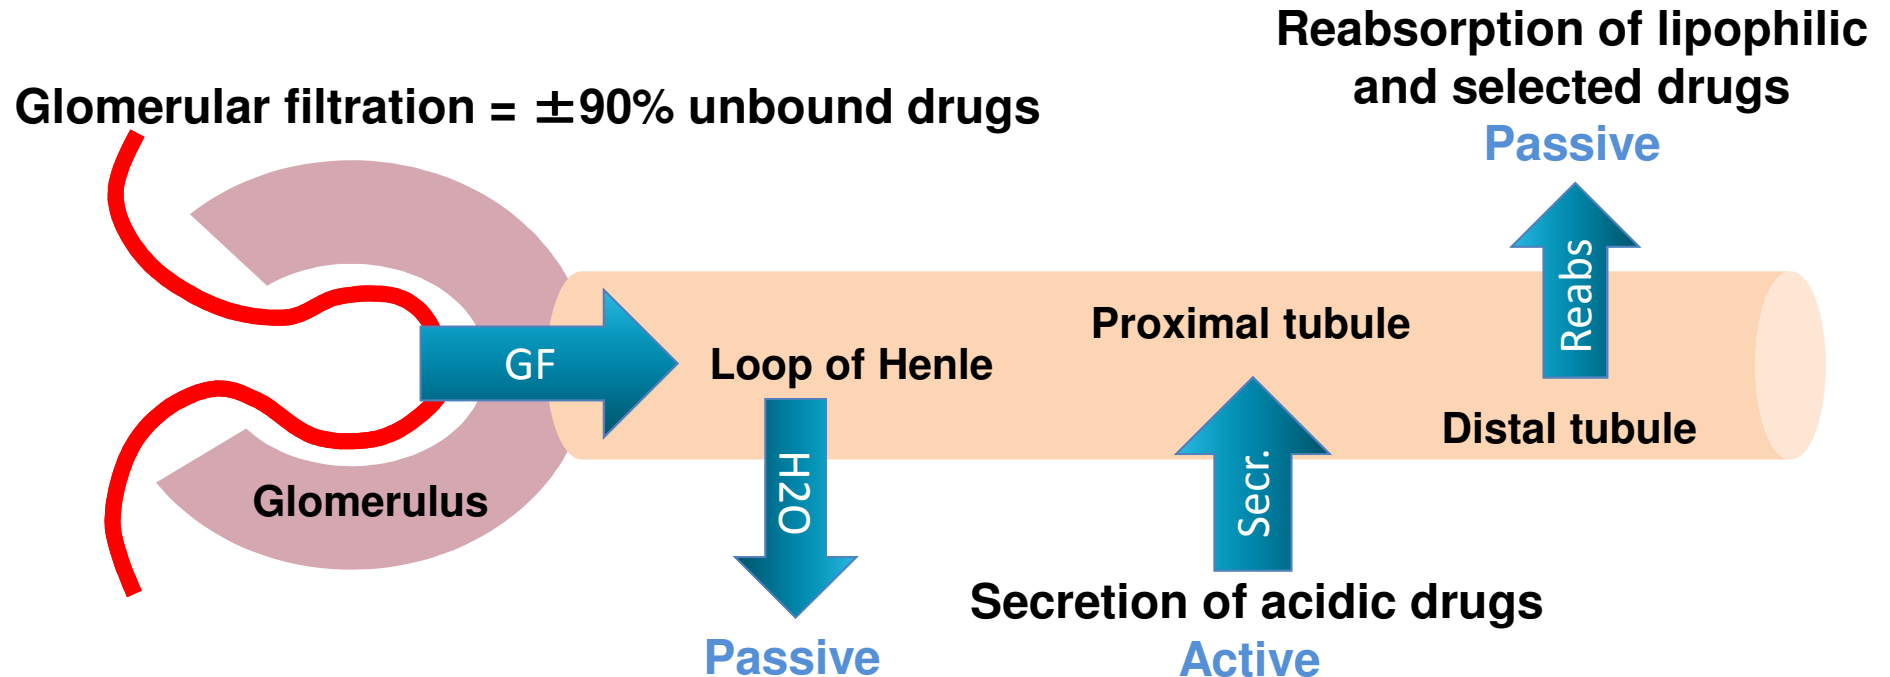 Reabsorption of lipophilic
and selected drugs
Passive
Glomerular filtration = ±90% unbound drugs
Reabs
Proximal tubule
GF
Loop of Henle
Distal tubule
H2O
Secr.
Glomerulus
Secretion of acidic drugs
Passive
Active